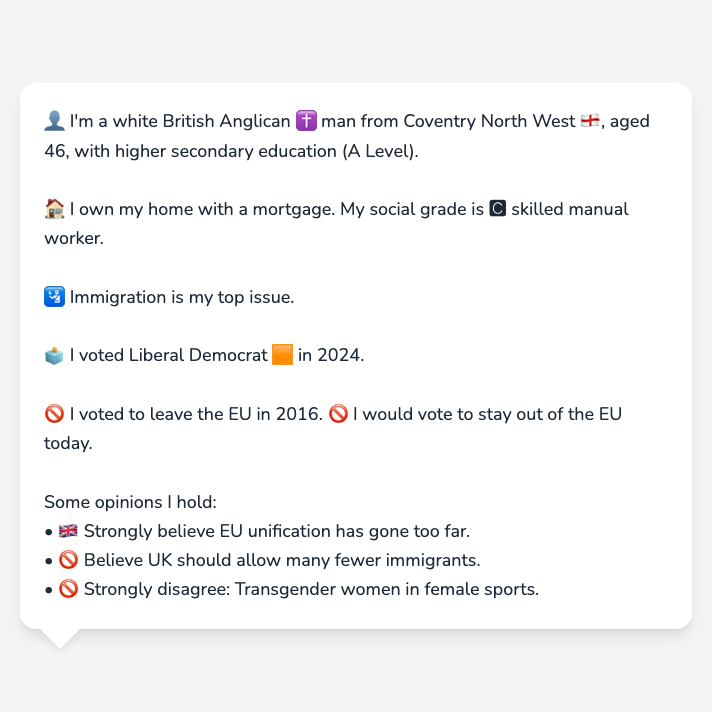 👤 I'm a white British Anglican ✝️ man from Coventry North West 🏴󠁧󠁢󠁥󠁮󠁧󠁿, aged
46, with higher secondary education (A Level).
🏠 I own my home with a mortgage. My social grade is 🅲 skilled manual
worker.
🛂 Immigration is my top issue.
🗳️ I voted Liberal Democrat 🟧 in 2024.
🚫 I voted to leave the EU in 2016. 🚫 I would vote to stay out of the EU
today.
Some opinions I hold:
• 🇬🇧 Strongly believe EU unification has gone too far.
• 🚫 Believe UK should allow many fewer immigrants.
• 🚫 Strongly disagree: Transgender women in female sports.